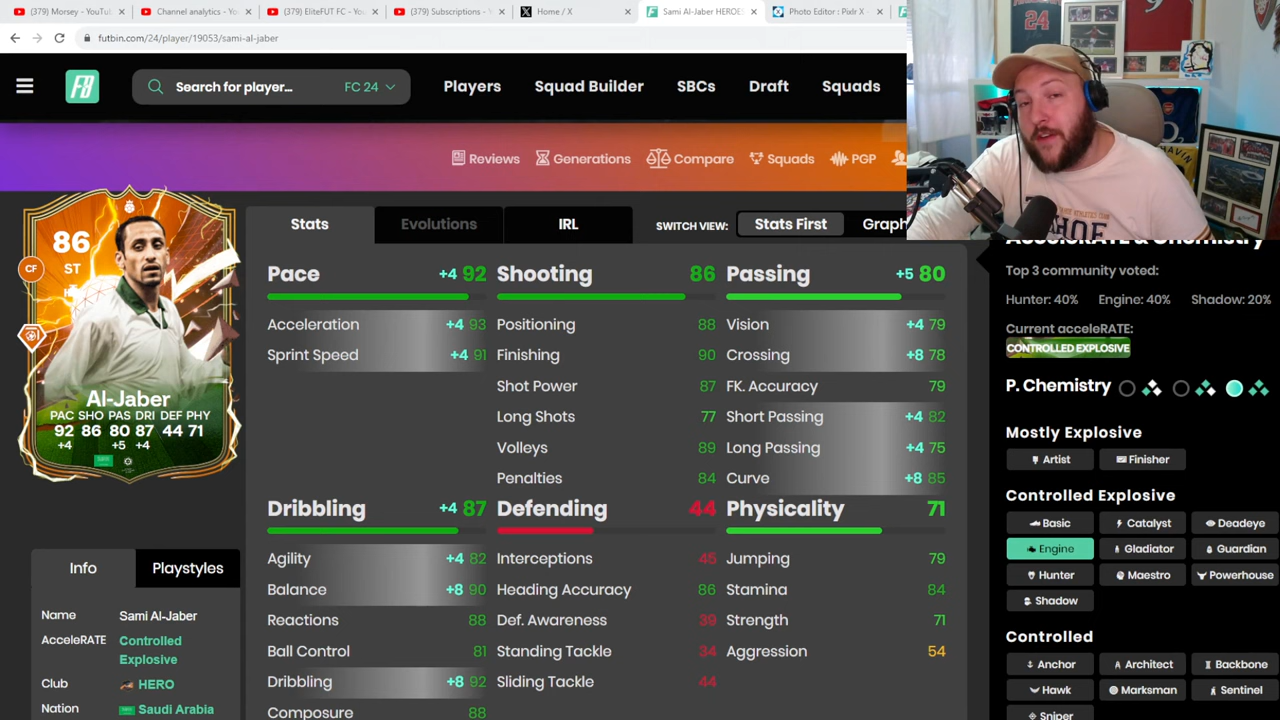 (379) Morsey - YouTub
Channel analytics - Yo
(379) EliteFUT FC - Yo
(379) Subscriptions - Y
Home / X
Sami Al-Jaber HEROES
Photo Editor : Pixlr X
futbin.com/24/player/19053/sami-al-jaber
FB
Search for player...
FC 24
Players
Squad Builder
SBCs
Draft
Squads
24
Reviews
Generations
Compare
Squads
PGP
Stats
Evolutions
IRL
SWITCH VIEW:
Stats First
Graph
86
ST
CF
Al-Jaber
PAC SHO PAS DRI DEF PHY
92 86 80 87 44 71
+4 +5 +4
Pace +4 92
Acceleration +4 93
Sprint Speed +4 91
Shooting 86
Positioning 88
Finishing 90
Shot Power 87
Long Shots 77
Volleys 89
Penalties 84
Passing +5 80
Vision +4 79
Crossing +8 78
FK. Accuracy 79
Short Passing +4 82
Long Passing +4 75
Curve +8 85
Dribbling +4 87
Agility +4 82
Balance +8 90
Reactions 88
Ball Control 81
Dribbling +8 92
Composure 88
Defending 44
Interceptions 45
Heading Accuracy 86
Def. Awareness 39
Standing Tackle 34
Sliding Tackle 44
Physicality 71
Jumping 79
Stamina 84
Strength 71
Aggression 54
Info
Playstyles
Name Sami Al-Jaber
AcceleRATE Controlled
Explosive
Club HERO
Nation Saudi Arabia
AcceleRATE & Chemistry
Top 3 community voted:
Hunter: 40% Engine: 40% Shadow: 20%
Current acceleRATE:
CONTROLLED EXPLOSIVE
P. Chemistry
Mostly Explosive
Artist
Finisher
Controlled Explosive
Basic
Catalyst
Deadeye
Engine
Gladiator
Guardian
Hunter
Maestro
Powerhouse
Shadow
Controlled
Anchor
Architect
Backbone
Hawk
Marksman
Sentinel
Sniper